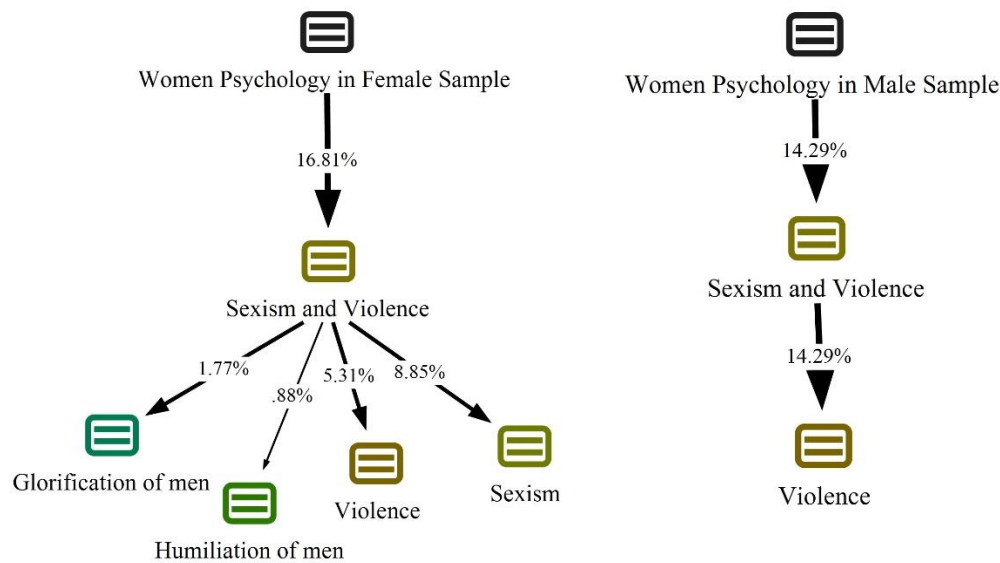 Women Psychology in Female Sample
16.81%
Sexism and Violence
1.77%
.88%
5.31%
8.85%
Glorification of men
Humiliation of men
Violence
Sexism
Women Psychology in Male Sample
14.29%
Sexism and Violence
14.29%
Violence